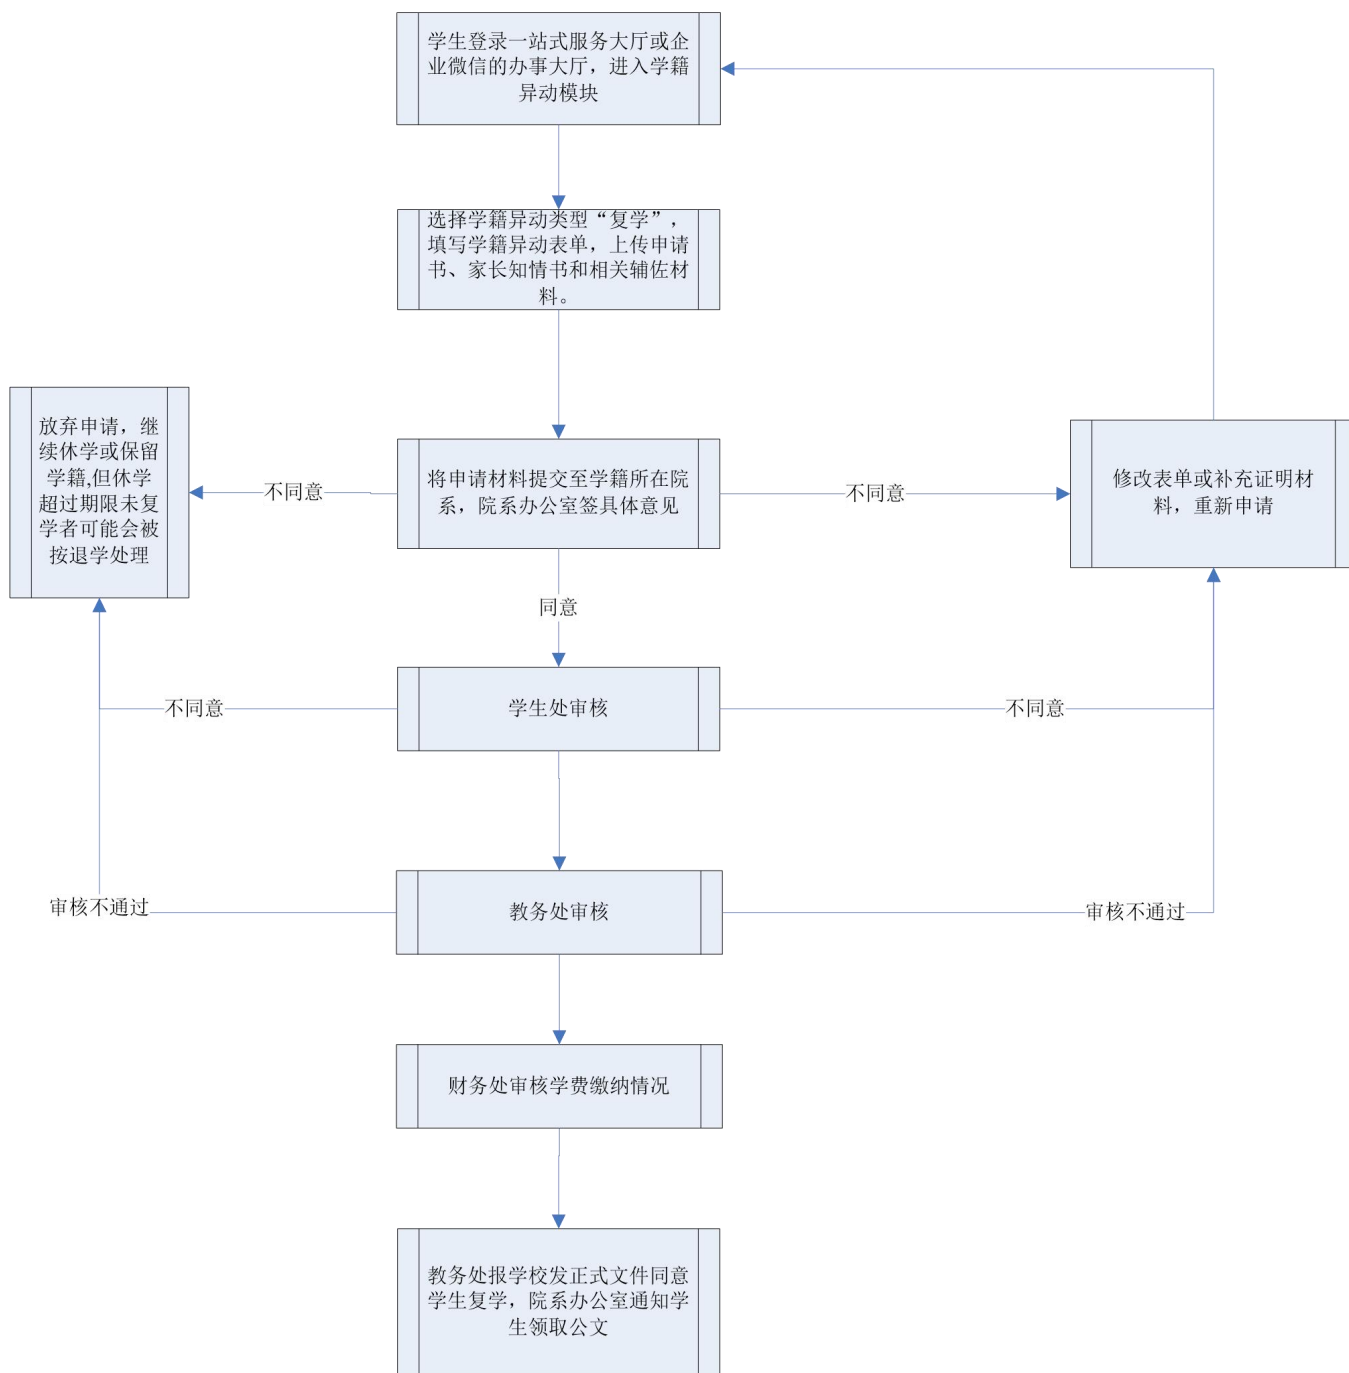 学生登录一站式服务大厅或企
业微信的办事大厅，进入学籍
异动模块
选择学籍异动类型“复学”，
填写学籍异动表单，上传申请
书、家长知情书和相关辅佐材
料。
放弃申请，继
续休学或保留
学籍,但休学
超过期限未复
学者可能会被
按退学处理
不同意
将申请材料提交至学籍所在院
系，院系办公室签具体意见
不同意
修改表单或补充证明材
料，重新申请
同意
不同意
学生处审核
不同意
审核不通过
教务处审核
审核不通过
财务处审核学费缴纳情况
教务处报学校发正式文件同意
学生复学，院系办公室通知学
生领取公文